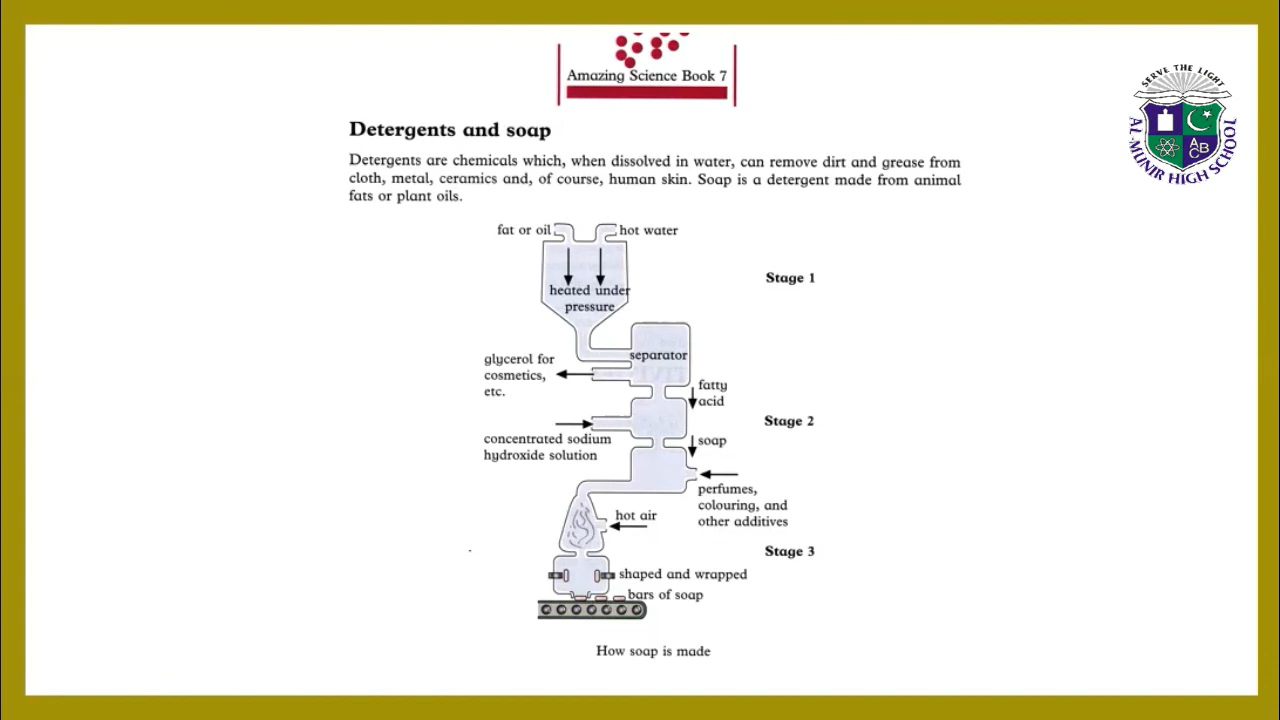 Amazing Science Book 7
SERVE THE LIGHT
AL-MUNIR HIGH SCHOOL
AB
C
Detergents and soap
Detergents are chemicals which, when dissolved in water, can remove dirt and grease from
cloth, metal, ceramics and, of course, human skin. Soap is a detergent made from animal
fats or plant oils.
fat or oil
hot water
Stage 1
heated under
pressure
separator
glycerol for
cosmetics,
etc.
fatty
acid
Stage 2
concentrated sodium
hydroxide solution
soap
perfumes,
colouring, and
other additives
hot air
Stage 3
shaped and wrapped
bars of soap
How soap is made